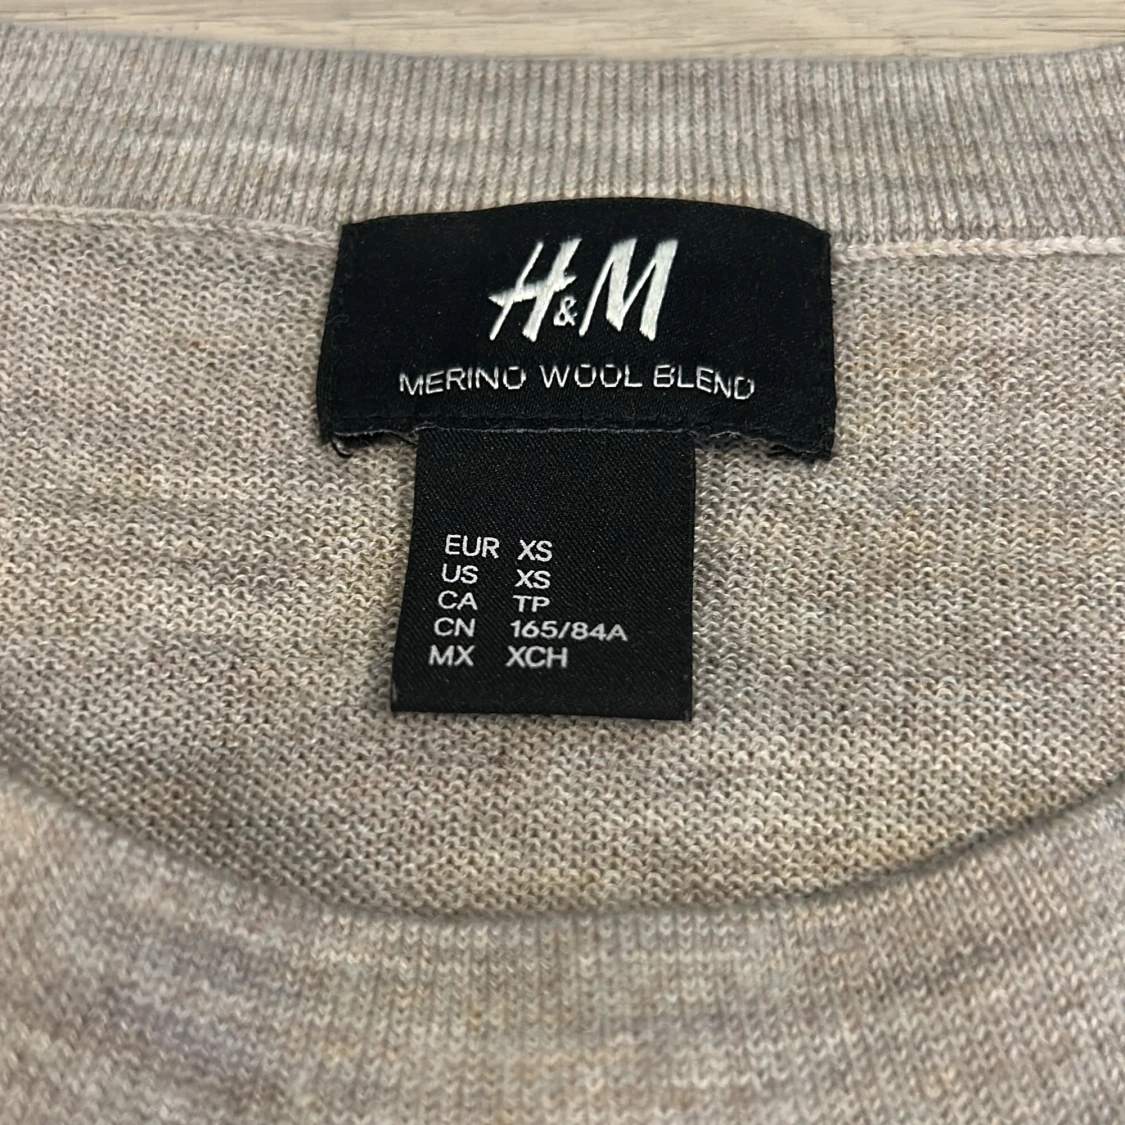 H&M
MERINO WOOL BLEND
EUR XS
US XS
CA TP
CN 165/84A
MX XCH